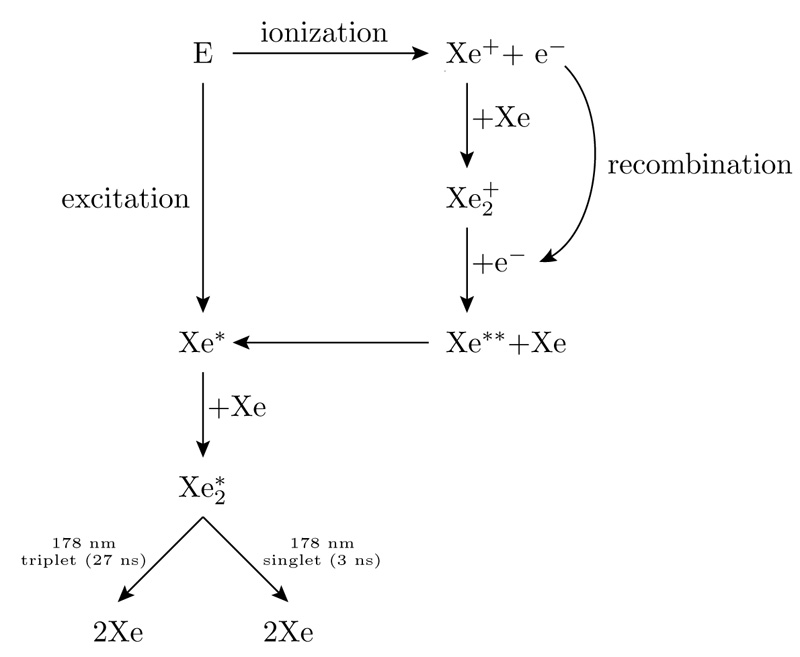 ionization
E
Xe⁺+ e⁻
+Xe
recombination
excitation
Xe₂⁺
+e⁻
Xe*
Xe**+Xe
+Xe
Xe₂*
178 nm
triplet (27 ns)
178 nm
singlet (3 ns)
2Xe
2Xe